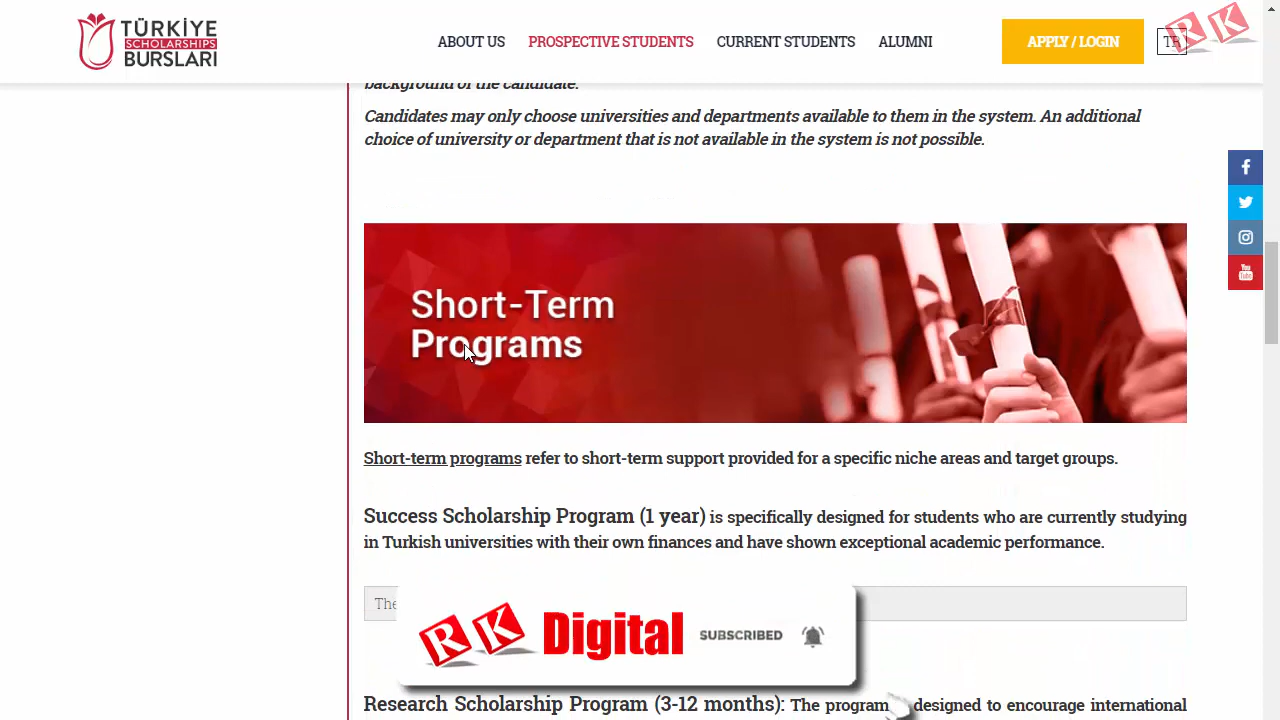 TÜRKİYE
SCHOLARSHIPS
BURSLARI
ABOUT US
PROSPECTIVE STUDENTS
CURRENT STUDENTS
ALUMNI
APPLY / LOGIN
TR
RK
background of the candidate.
Candidates may only choose universities and departments available to them in the system. An additional
choice of university or department that is not available in the system is not possible.
Short-Term
Programs
Short-term programs refer to short-term support provided for a specific niche areas and target groups.
Success Scholarship Program (1 year) is specifically designed for students who are currently studying
in Turkish universities with their own finances and have shown exceptional academic performance.
The
RK Digital SUBSCRIBED
Research Scholarship Program (3-12 months): The program designed to encourage international
You
Tube